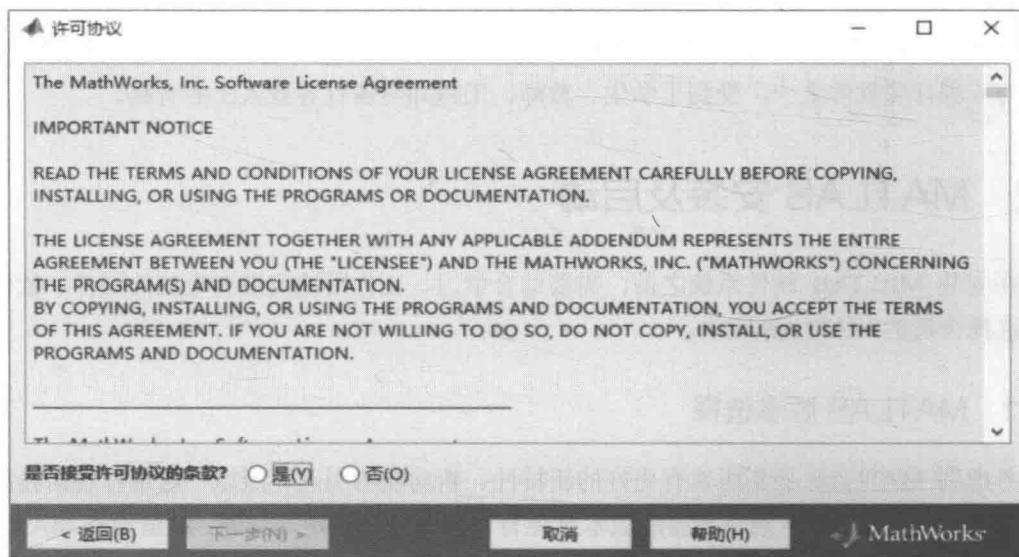 许可协议
The MathWorks, Inc. Software License Agreement
IMPORTANT NOTICE
READ THE TERMS AND CONDITIONS OF YOUR LICENSE AGREEMENT CAREFULLY BEFORE COPYING,
INSTALLING, OR USING THE PROGRAMS OR DOCUMENTATION.
THE LICENSE AGREEMENT TOGETHER WITH ANY APPLICABLE ADDENDUM REPRESENTS THE ENTIRE
AGREEMENT BETWEEN YOU (THE "LICENSEE") AND THE MATHWORKS, INC. ("MATHWORKS") CONCERNING
THE PROGRAM(S) AND DOCUMENTATION.
BY COPYING, INSTALLING, OR USING THE PROGRAMS AND DOCUMENTATION, YOU ACCEPT THE TERMS
OF THIS AGREEMENT. IF YOU ARE NOT WILLING TO DO SO, DO NOT COPY, INSTALL, OR USE THE
PROGRAMS AND DOCUMENTATION.
是否接受许可协议的条款? 是(Y) 否(O)
< 返回(B) 下一步(N) > 取消 帮助(H) MathWorks